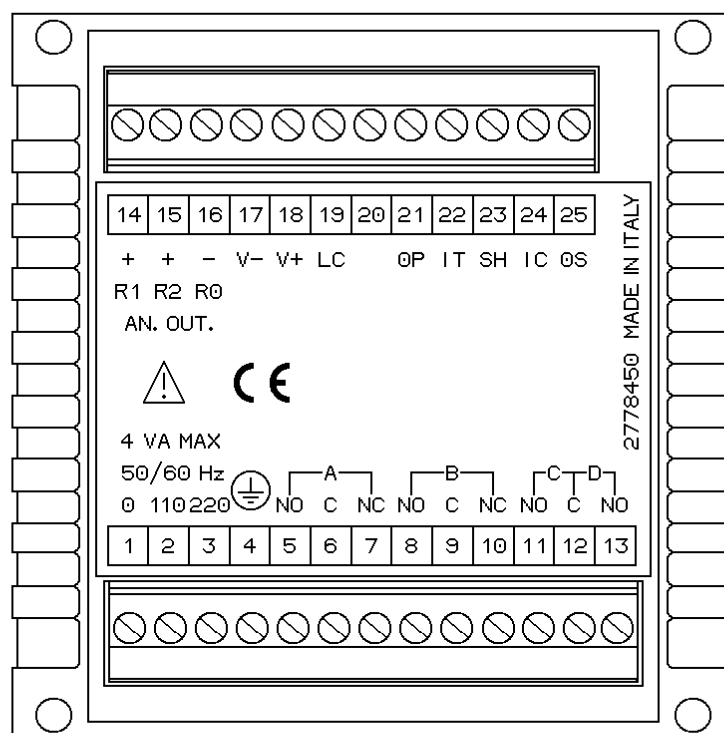 14 15 16 17 18 19 20 21 22 23 24 25
+ + - V- V+ LC OP IT SH IC OS
R1 R2 R0
AN. OUT.
2778450 MADE IN ITALY
CE
4 VA MAX
50/60 Hz A B C D
0 110 220 NO C NC NO C NC NO C NO
1 2 3 4 5 6 7 8 9 10 11 12 13